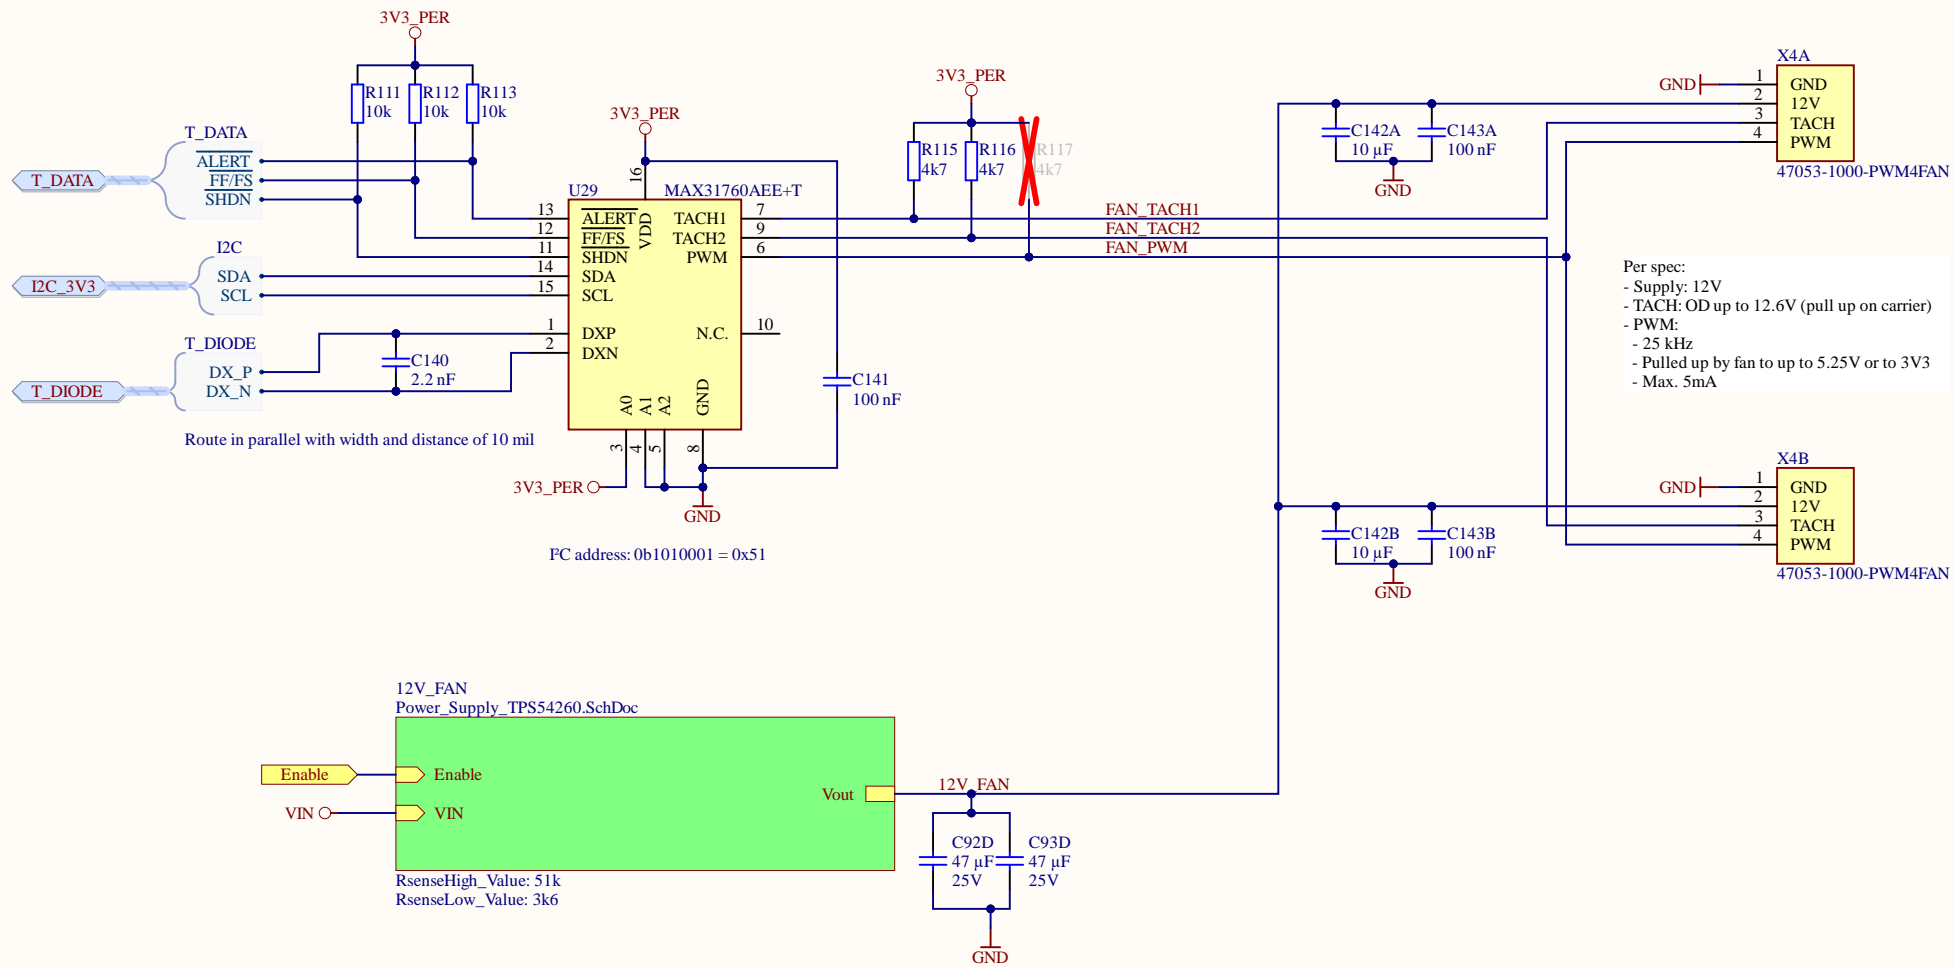 3V3_PER
R111
10k
R112
10k
R113
10k
T_DATA
T_DATA
ALERT
FF/FS
SHDN
I2C
I2C_3V3
SDA
SCL
T_DIODE
T_DIODE
DX_P
DX_N
C140
2.2 nF
Route in parallel with width and distance of 10 mil
3V3_PER
16
U29
MAX31760AEE+T
13
12
11
14
15
1
2
ALERT
FF/FS
SHDN
SDA
SCL
DXP
DXN
VDD
TACH1
TACH2
PWM
N.C.
7
9
6
10
A0
A1
A2
GND
3
4
5
8
3V3_PER
GND
C141
100 nF
I²C address: 0b1010001 = 0x51
3V3_PER
R115
4k7
R116
4k7
R117
4k7
FAN_TACH1
FAN_TACH2
FAN_PWM
C142A
10 µF
C143A
100 nF
GND
X4A
GND
1
2
3
4
GND
12V
TACH
PWM
47053-1000-PWM4FAN
Per spec:
- Supply: 12V
- TACH: OD up to 12.6V (pull up on carrier)
- PWM:
- 25 kHz
- Pulled up by fan to up to 5.25V or to 3V3
- Max. 5mA
X4B
GND
1
2
3
4
GND
12V
TACH
PWM
47053-1000-PWM4FAN
C142B
10 µF
C143B
100 nF
GND
12V_FAN
Power_Supply_TPS54260.SchDoc
Enable
Enable
VIN
VIN
Vout
12V_FAN
RsenseHigh_Value: 51k
RsenseLow_Value: 3k6
C92D
47 µF
25V
C93D
47 µF
25V
GND